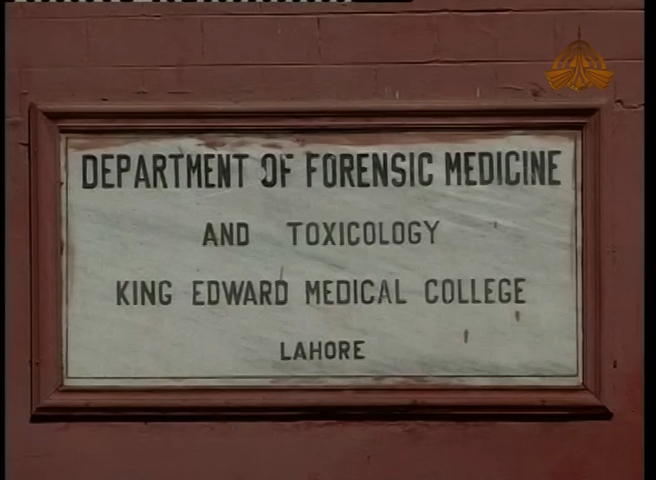 DEPARTMENT OF FORENSIC MEDICINE
AND TOXICOLOGY
KING EDWARD MEDICAL COLLEGE
LAHORE